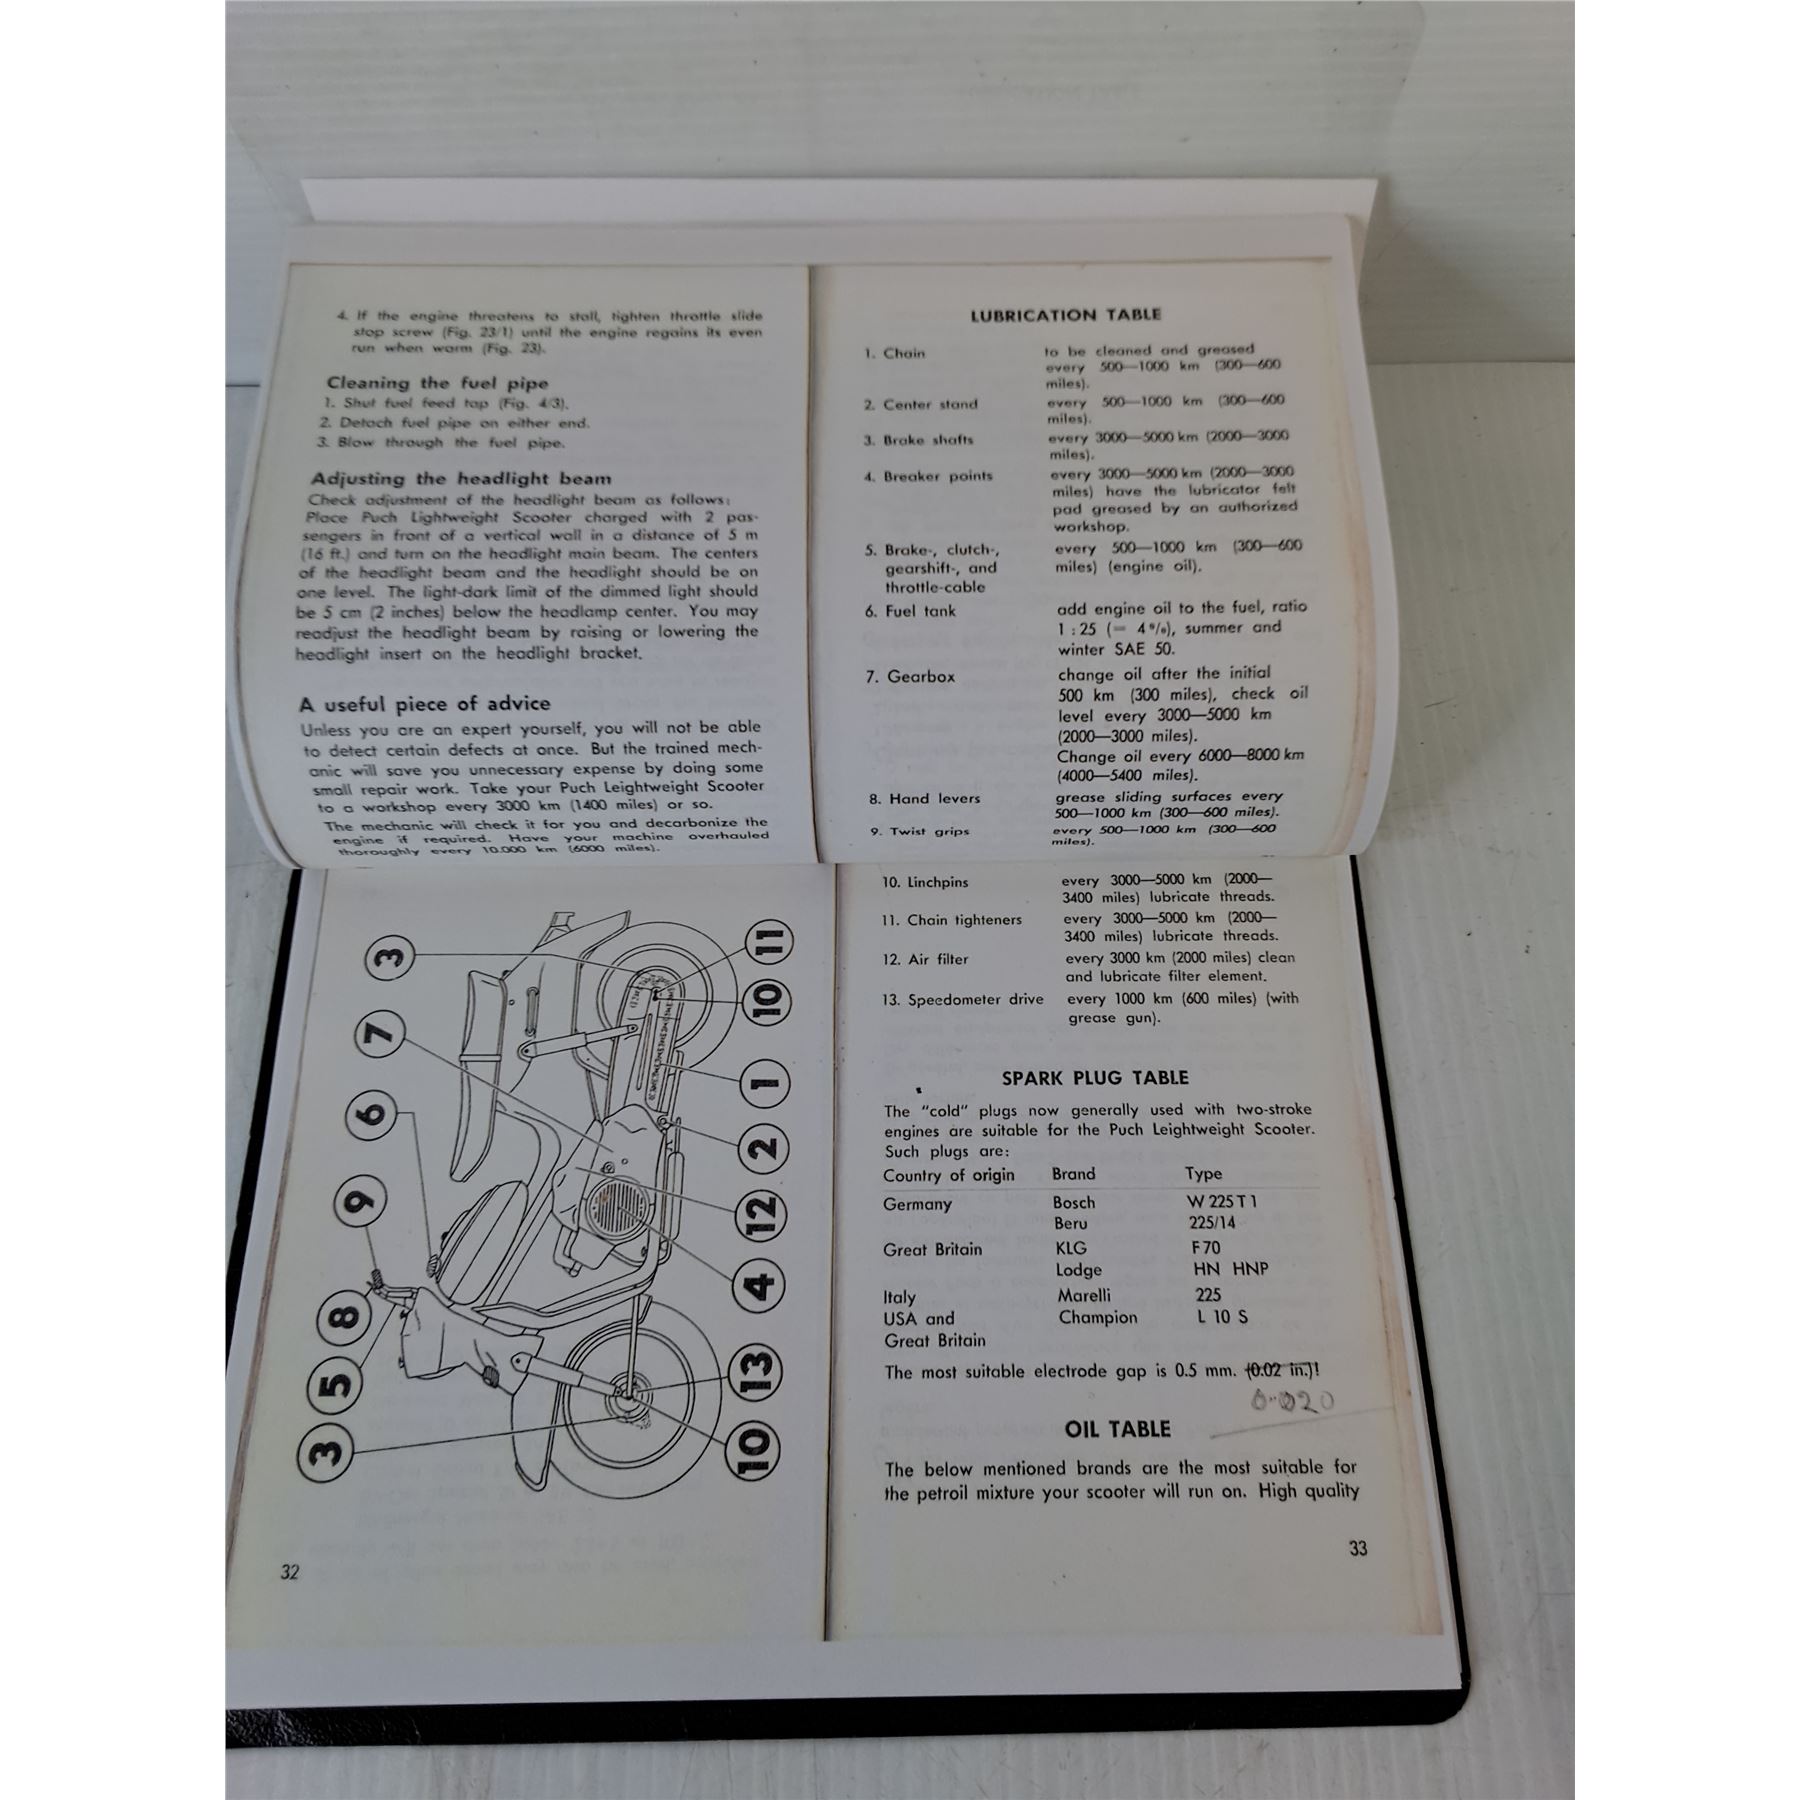 4. If the engine threatens to stall, tighten throttle slide
stop screw (Fig. 23/1) until the engine regains its even
run when warm (Fig. 23).
Cleaning the fuel pipe
1. Shut fuel feed tap (Fig. 4/3).
2. Detach fuel pipe on either end.
3. Blow through the fuel pipe.
Adjusting the headlight beam
Check adjustment of the headlight beam as follows:
Place Puch Lightweight Scooter charged with 2 pas-
sengers in front of a vertical wall in a distance of 5 m
(16 ft.) and turn on the headlight main beam. The centers
of the headlight beam and the headlight should be on
one level. The light-dark limit of the dimmed light should
be 5 cm (2 inches) below the headlamp center. You may
readjust the headlight beam by raising or lowering the
headlight insert on the headlight bracket.
A useful piece of advice
Unless you are an expert yourself, you will not be able
to detect certain defects at once. But the trained mech-
anic will save you unnecessary expense by doing some
small repair work. Take your Puch Leightweight Scooter
to a workshop every 3000 km (1400 miles) or so.
The mechanic will check it for you and decarbonize the
engine if required. Have your machine overhauled
thoroughly every 10.000 km (6000 miles).
LUBRICATION TABLE
1. Chain to be cleaned and greased
every 500—1000 km (300—600
miles).
2. Center stand every 500—1000 km (300—600
miles).
3. Brake shafts every 3000—5000 km (2000—3000
miles).
4. Breaker points every 3000—5000 km (2000—3000
miles) have the lubricator felt
pad greased by an authorized
workshop.
5. Brake-, clutch-, every 500—1000 km (300—600
gearshift-, and miles) (engine oil).
throttle-cable
6. Fuel tank add engine oil to the fuel, ratio
1 : 25 (= 4%), summer and
winter SAE 50.
7. Gearbox change oil after the initial
500 km (300 miles), check oil
level every 3000—5000 km
(2000—3000 miles).
Change oil every 6000—8000 km
(4000—5400 miles).
8. Hand levers grease sliding surfaces every
500—1000 km (300—600 miles).
9. Twist grips every 500—1000 km (300—600
miles).
3
7
6
9
8
5
3
11
10
1
2
12
4
13
10
32
10. Linchpins every 3000—5000 km (2000—
3400 miles) lubricate threads.
11. Chain tighteners every 3000—5000 km (2000—
3400 miles) lubricate threads.
12. Air filter every 3000 km (2000 miles) clean
and lubricate filter element.
13. Speedometer drive every 1000 km (600 miles) (with
grease gun).
SPARK PLUG TABLE
The "cold" plugs now generally used with two-stroke
engines are suitable for the Puch Leightweight Scooter.
Such plugs are:
Country of origin Brand Type
Germany Bosch W 225 T 1
Beru 225/14
Great Britain KLG F 70
Lodge HN HNP
Italy Marelli 225
USA and Champion L 10 S
Great Britain
The most suitable electrode gap is 0.5 mm. (0.02 in.)!
0.020
OIL TABLE
The below mentioned brands are the most suitable for
the petroil mixture your scooter will run on. High quality
33